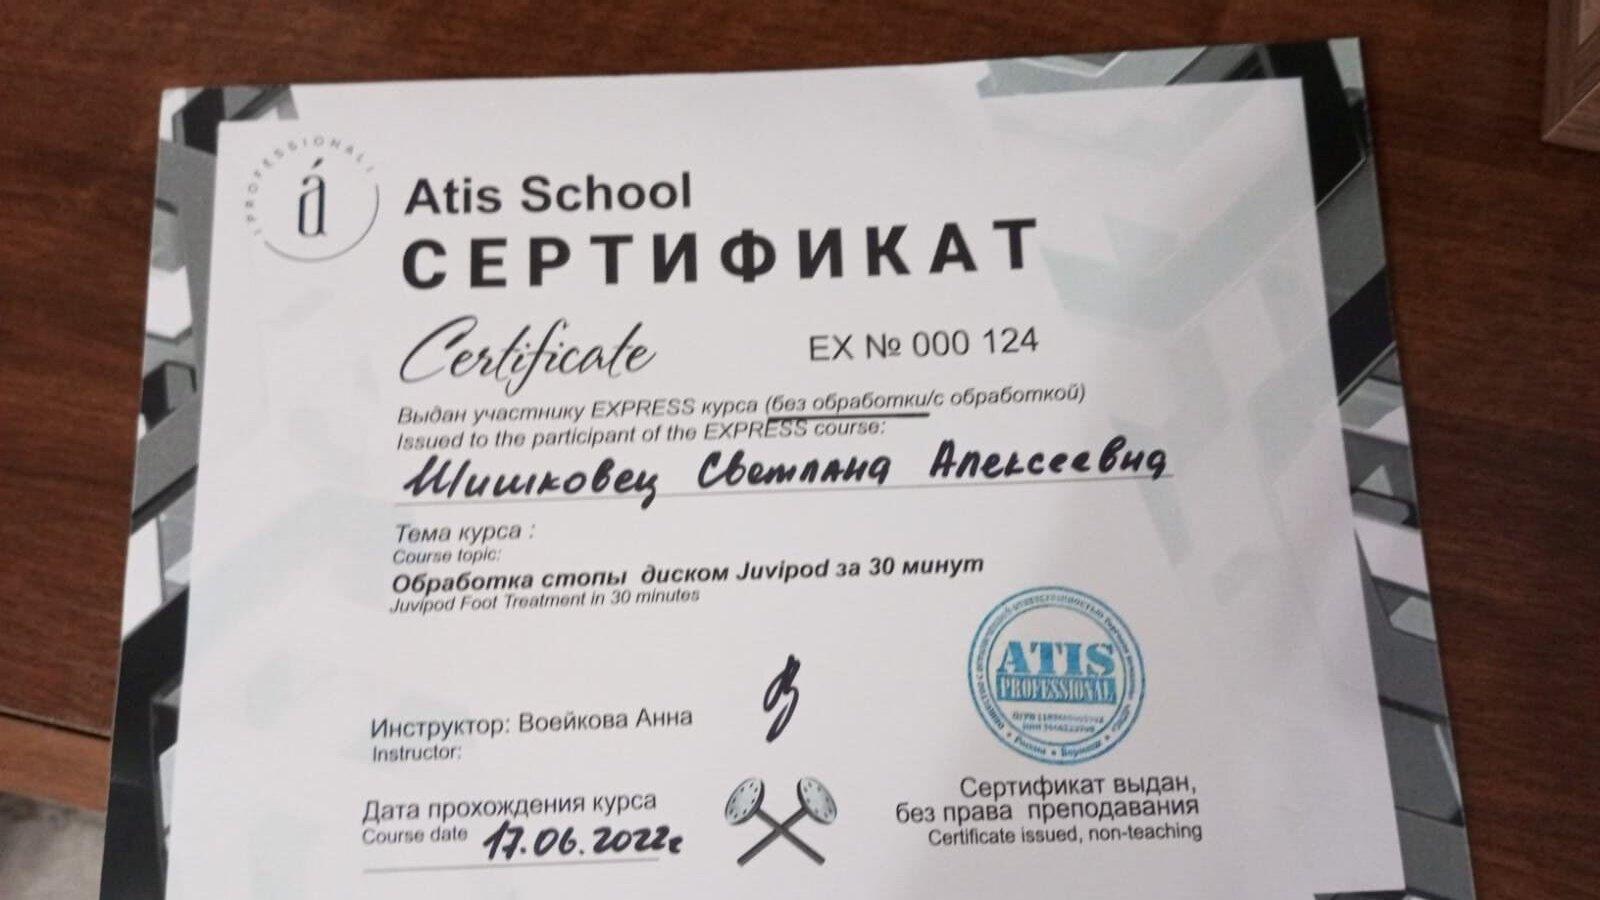 PROFESSIONAL
á
Atis School
СЕРТИФИКАТ
Certificate
EX № 000 124
Выдан участнику EXPRESS курса (без обработки/с обработкой)
Issued to the participant of the EXPRESS course:
Шишковец Светлана Алексеевна
Тема курса :
Course topic:
Обработка стопы диском Juvipod за 30 минут
Juvipod Foot Treatment in 30 minutes
ATIS
PROFESSIONAL
Инструктор: Воейкова Анна
Instructor:
Дата прохождения курса
Course date 17.06.2022г
Сертификат выдан,
без права преподавания
Certificate issued, non-teaching